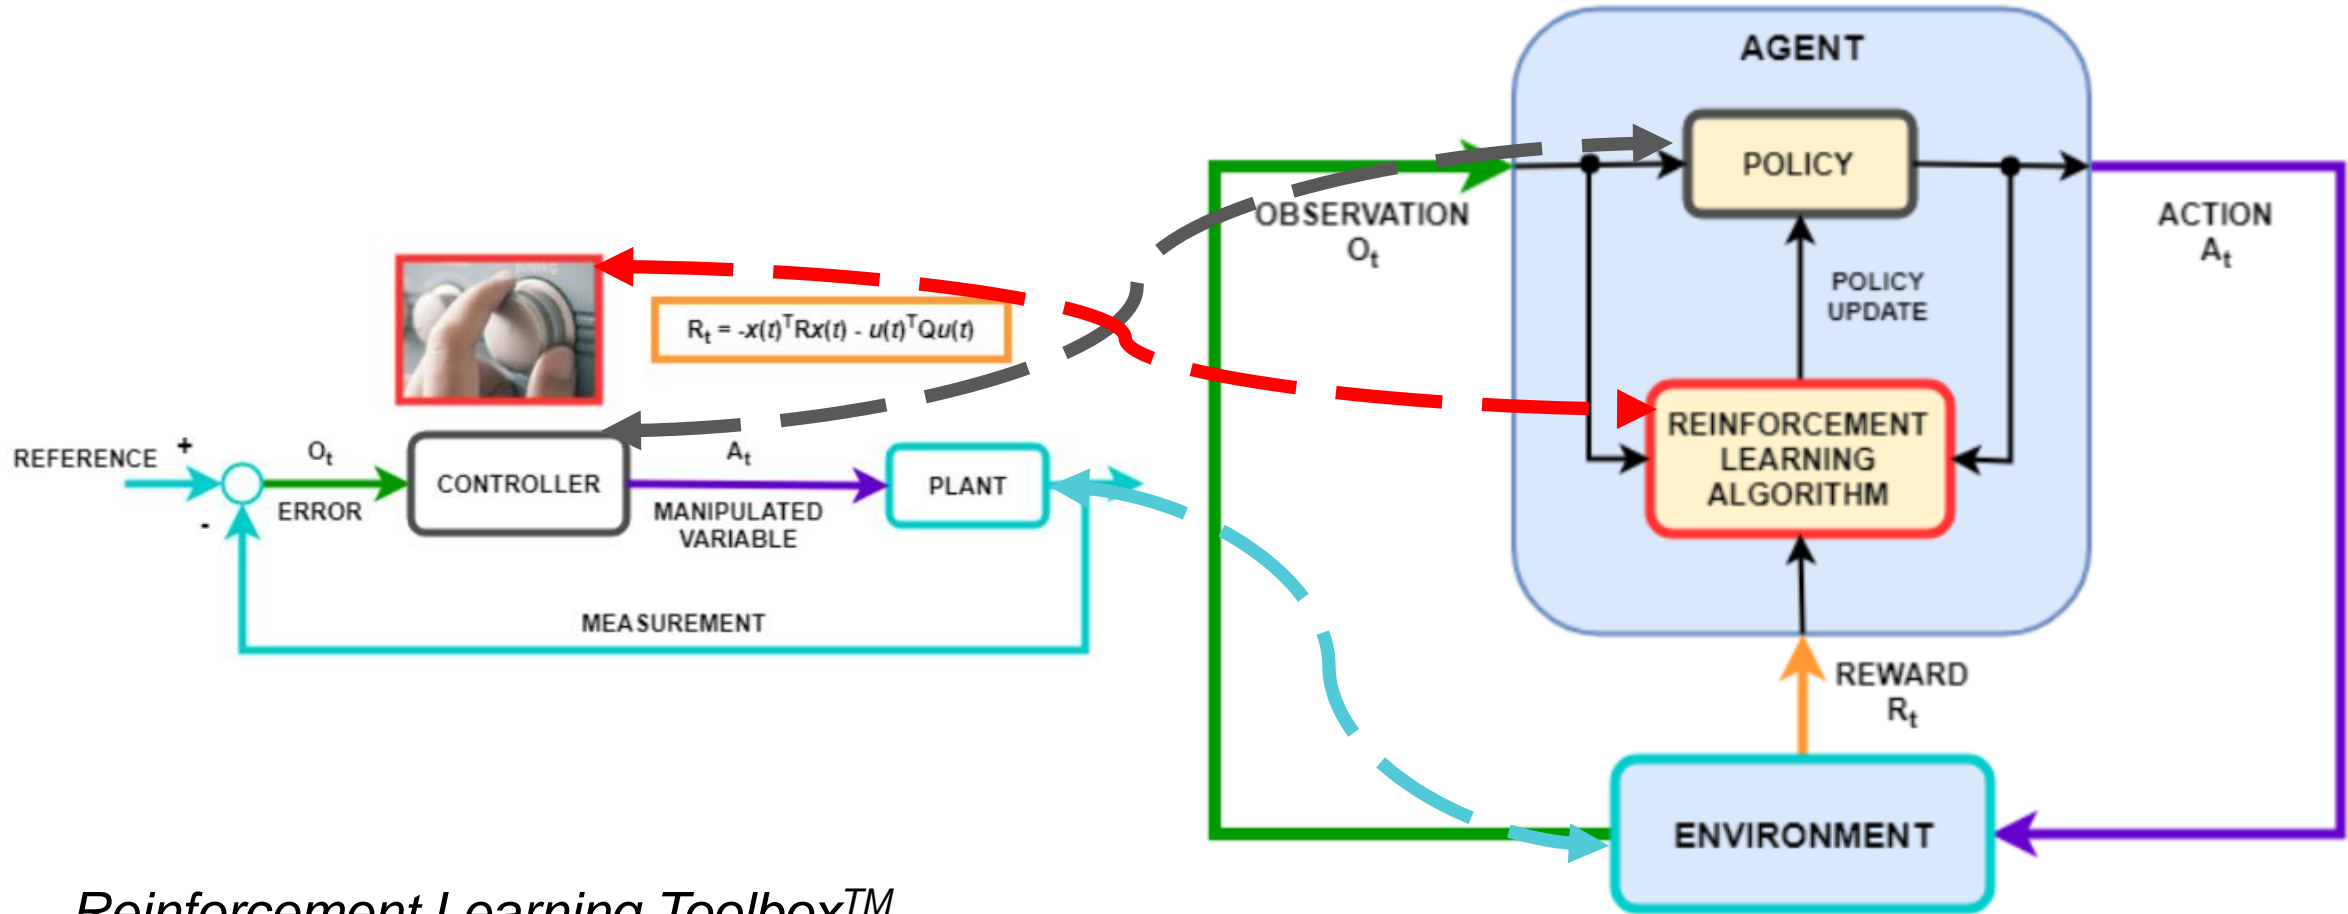 AGENT
POLICY
OBSERVATION
Ot
ACTION
At
POLICY
UPDATE
Rt = -x(t)ᵀRx(t) - u(t)ᵀQu(t)
REINFORCEMENT
LEARNING
ALGORITHM
REFERENCE
+
-
Ot
ERROR
CONTROLLER
At
MANIPULATED
VARIABLE
PLANT
MEASUREMENT
REWARD
Rt
ENVIRONMENT
Reinforcement Learning Toolbox™